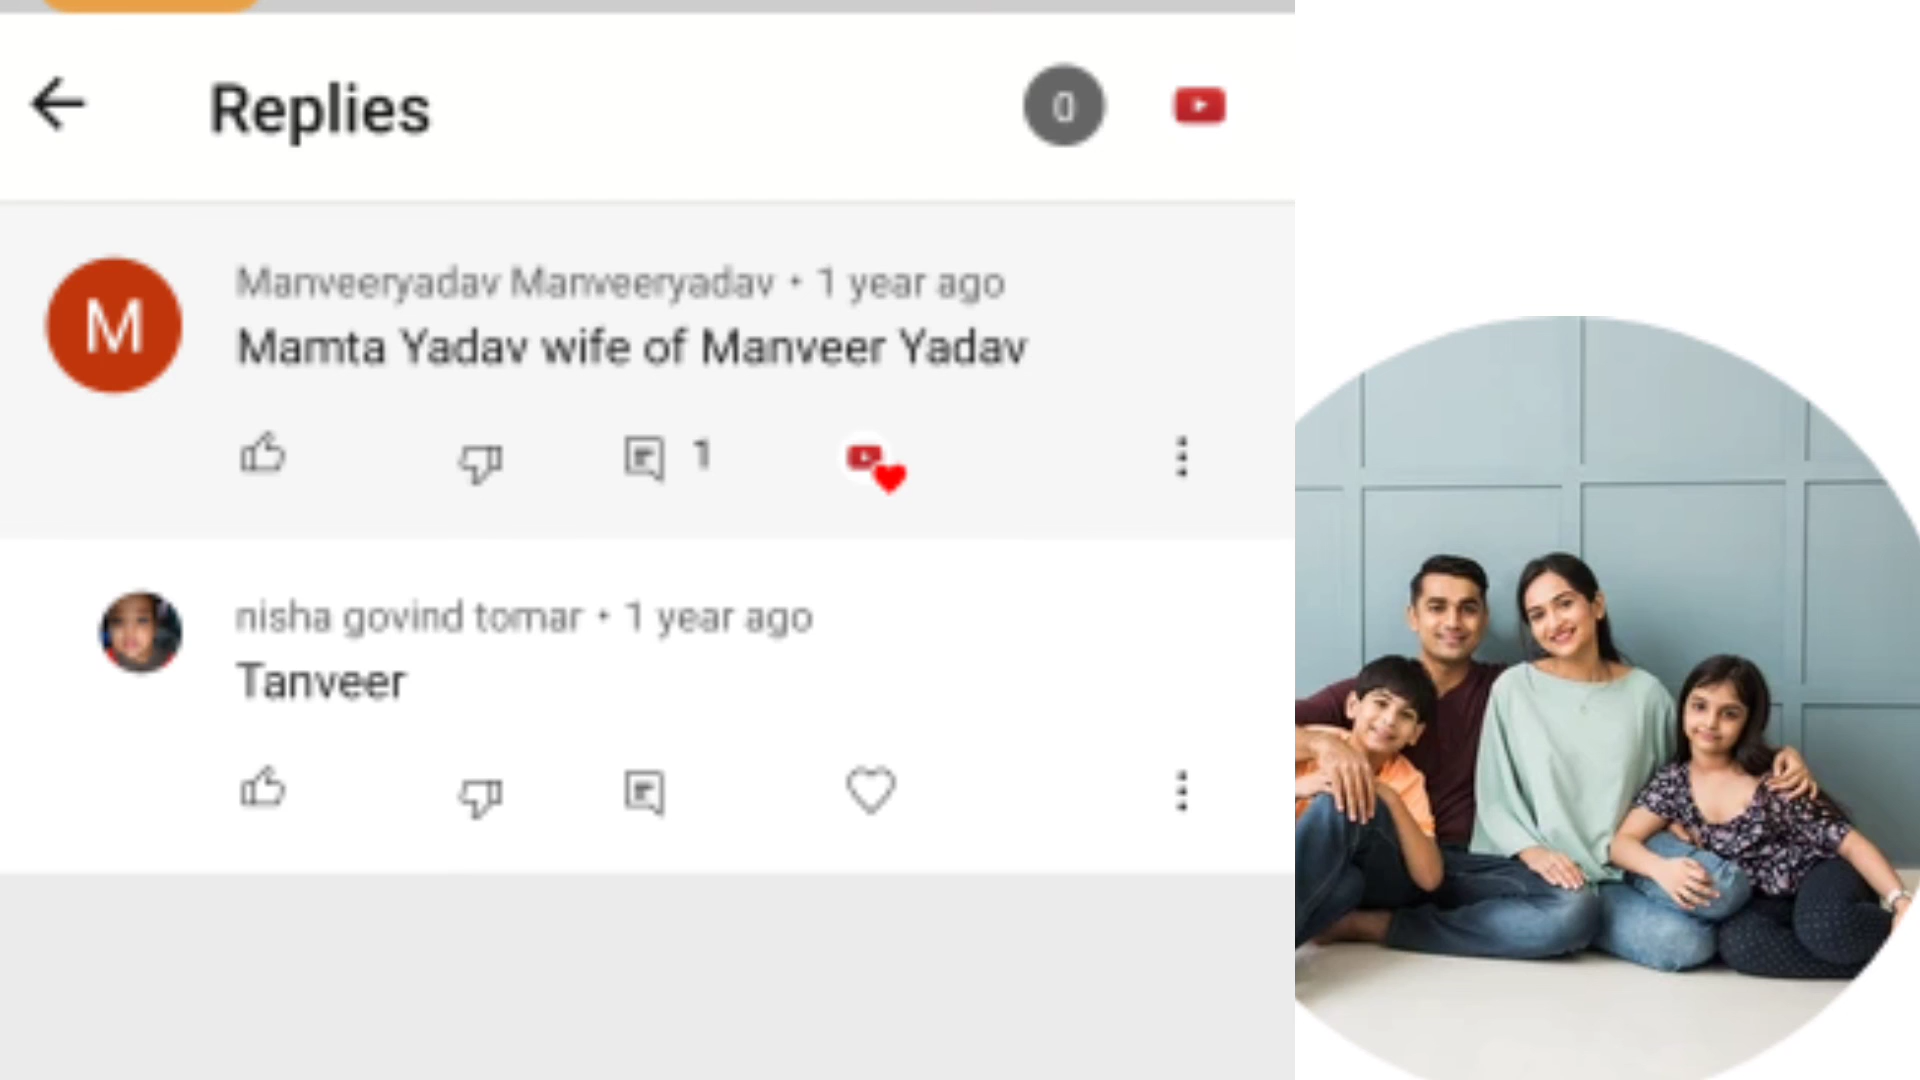 Replies
0
M
Manveeryadav Manveeryadav • 1 year ago
Mamta Yadav wife of Manveer Yadav
1
nisha govind tomar • 1 year ago
Tanveer